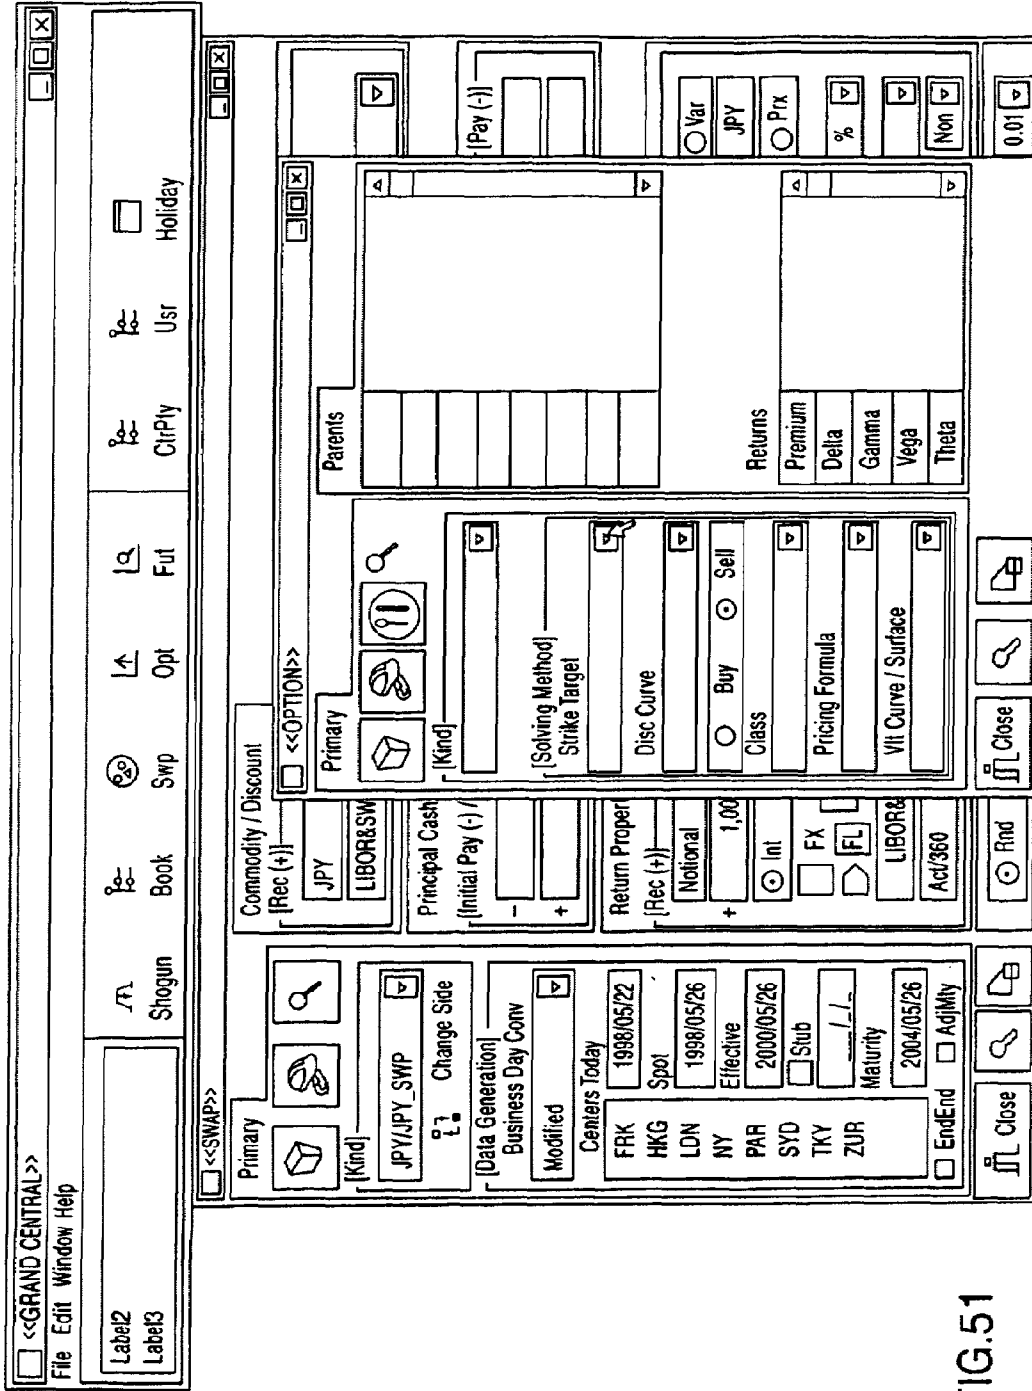 <<GRAND CENTRAL>>
File Edit Window Help
Label2
Label3
Shogun
Book
Swp
Opt
Fut
CtrPty
Usr
Holiday
<<SWAP>>
Primary
[Kind]
JPY/JPY_SWP
Change Side
[Data Generation]
Business Day Conv
Modified
Centers Today
FRK
HKG
LDN
NY
PAR
SYD
TKY
ZUR
1998/05/22
Spot
1998/05/26
Effective
2000/05/26
Stub
__/_/_
Maturity
2004/05/26
EndEnd
AdjMty
Close
Commodity / Discount
[Rec (+)]
JPY
LIBOR&SW
Principal Cash
(Initial Pay (-) /
-
+
Return Proper
[Rec (+)]
Notional
+ 1,00
Int
FX
FL
LIBOR&
Act/360
Rnd
<<OPTION>>
Primary
[Kind]
[Solving Method]
Strike Target
Disc Curve
Buy
Sell
Class
Pricing Formula
Vlt Curve / Surface
Close
Parents
Returns
Premium
Delta
Gamma
Vega
Theta
[Pay (-)]
Var
JPY
Prx
%
Non
0.01
FIG.51